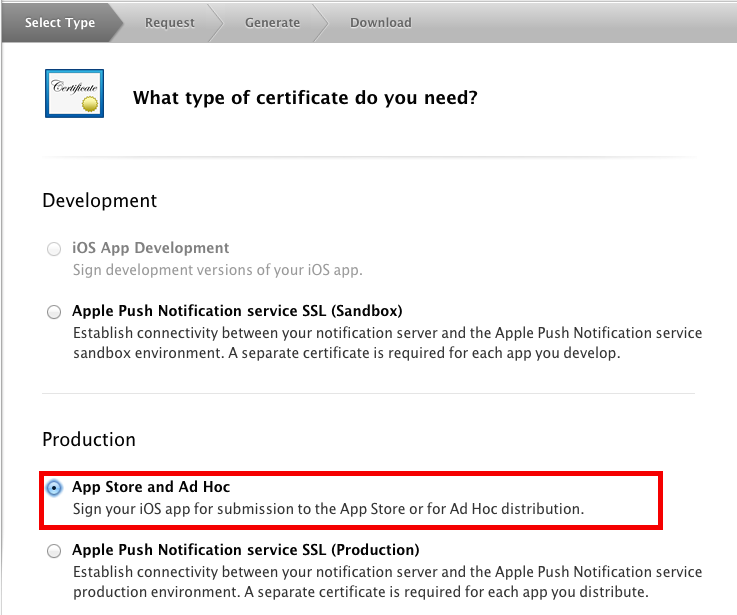 Select Type Request Generate Download
Certificate
What type of certificate do you need?
Development
iOS App Development
Sign development versions of your iOS app.
Apple Push Notification service SSL (Sandbox)
Establish connectivity between your notification server and the Apple Push Notification service
sandbox environment. A separate certificate is required for each app you develop.
Production
App Store and Ad Hoc
Sign your iOS app for submission to the App Store or for Ad Hoc distribution.
Apple Push Notification service SSL (Production)
Establish connectivity between your notification server and the Apple Push Notification service
production environment. A separate certificate is required for each app you distribute.